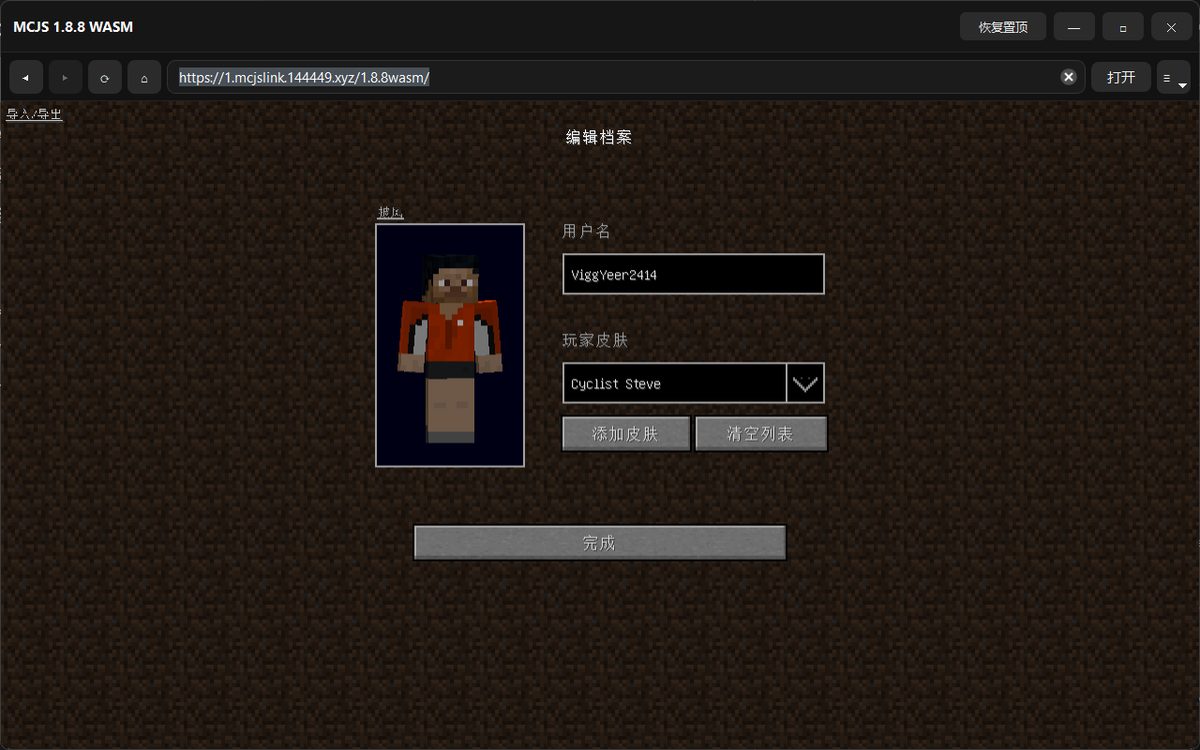 MCJS 1.8.8 WASM
恢复置顶
https://1.mcjslink.144449.xyz/1.8.8wasm/
打开
导入/导出
编辑档案
披风
用户名
ViggYeer2414
玩家皮肤
Cyclist Steve
添加皮肤
清空列表
完成